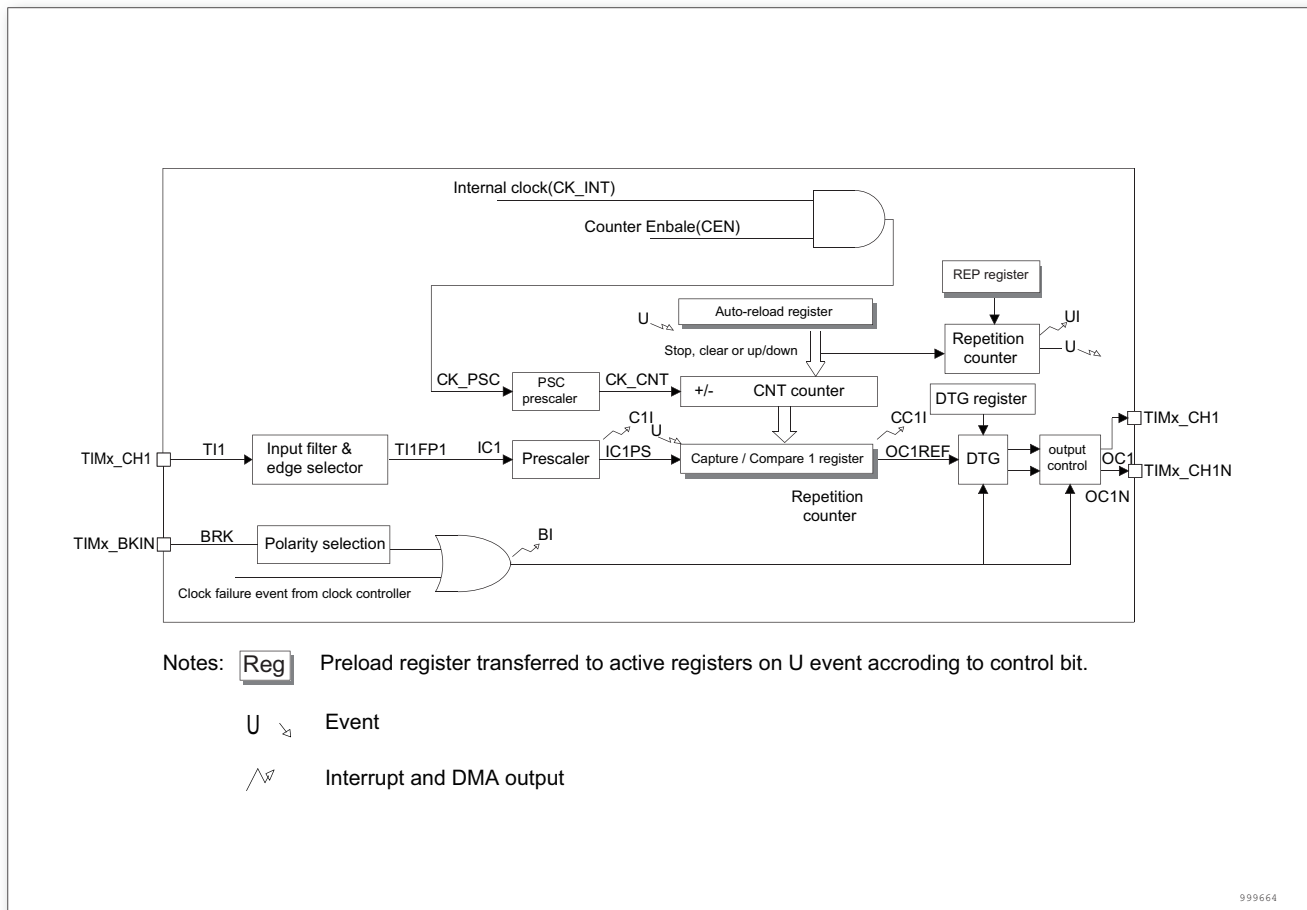 Internal clock(CK_INT)
Counter Enbale(CEN)
REP register
U
Auto-reload register
UI
Stop, clear or up/down
Repetition
counter
U
CK_PSC
PSC
prescaler
CK_CNT
+/- CNT counter
DTG register
C1I
U
CC1I
TIMx_CH1
TIMx_CH1
TI1
Input filter &
edge selector
TI1FP1
IC1
Prescaler
IC1PS
Capture / Compare 1 register
OC1REF
DTG
output
control
OC1
TIMx_CH1N
OC1N
Repetition
counter
TIMx_BKIN
BRK
Polarity selection
BI
Clock failure event from clock controller
Notes: Reg Preload register transferred to active registers on U event accroding to control bit.
U Event
Interrupt and DMA output
999664